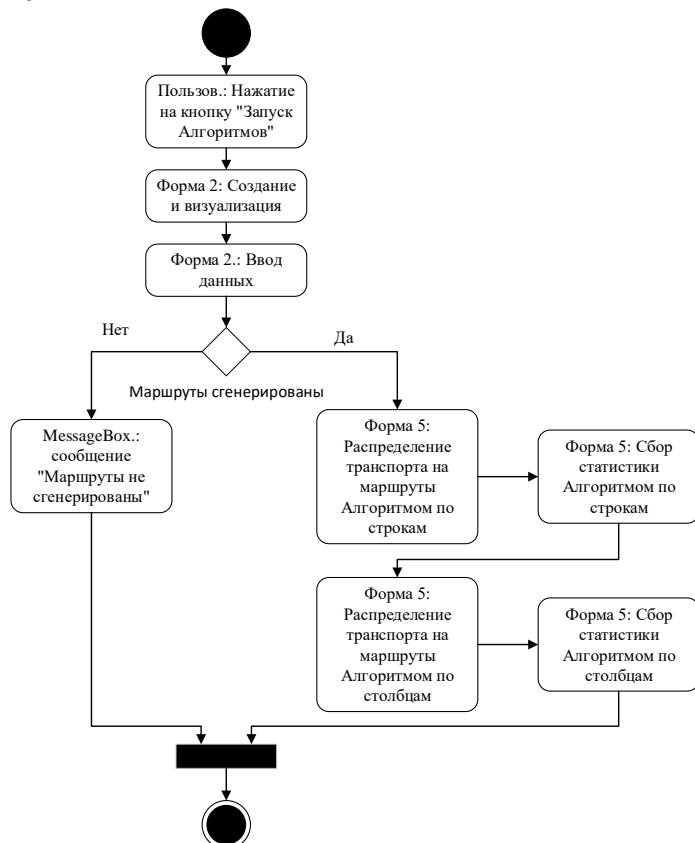 Пользов.: Нажатие
на кнопку "Запуск
Алгоритмов"
Форма 2: Создание
и визуализация
Форма 2.: Ввод
данных
Нет
Да
Маршруты сгенерированы
MessageBox.:
сообщение
"Маршруты не
сгенерированы"
Форма 5:
Распределение
транспорта на
маршруты
Алгоритмом по
строкам
Форма 5: Сбор
статистики
Алгоритмом по
строкам
Форма 5:
Распределение
транспорта на
маршруты
Алгоритмом по
столбцам
Форма 5: Сбор
статистики
Алгоритмом по
столбцам